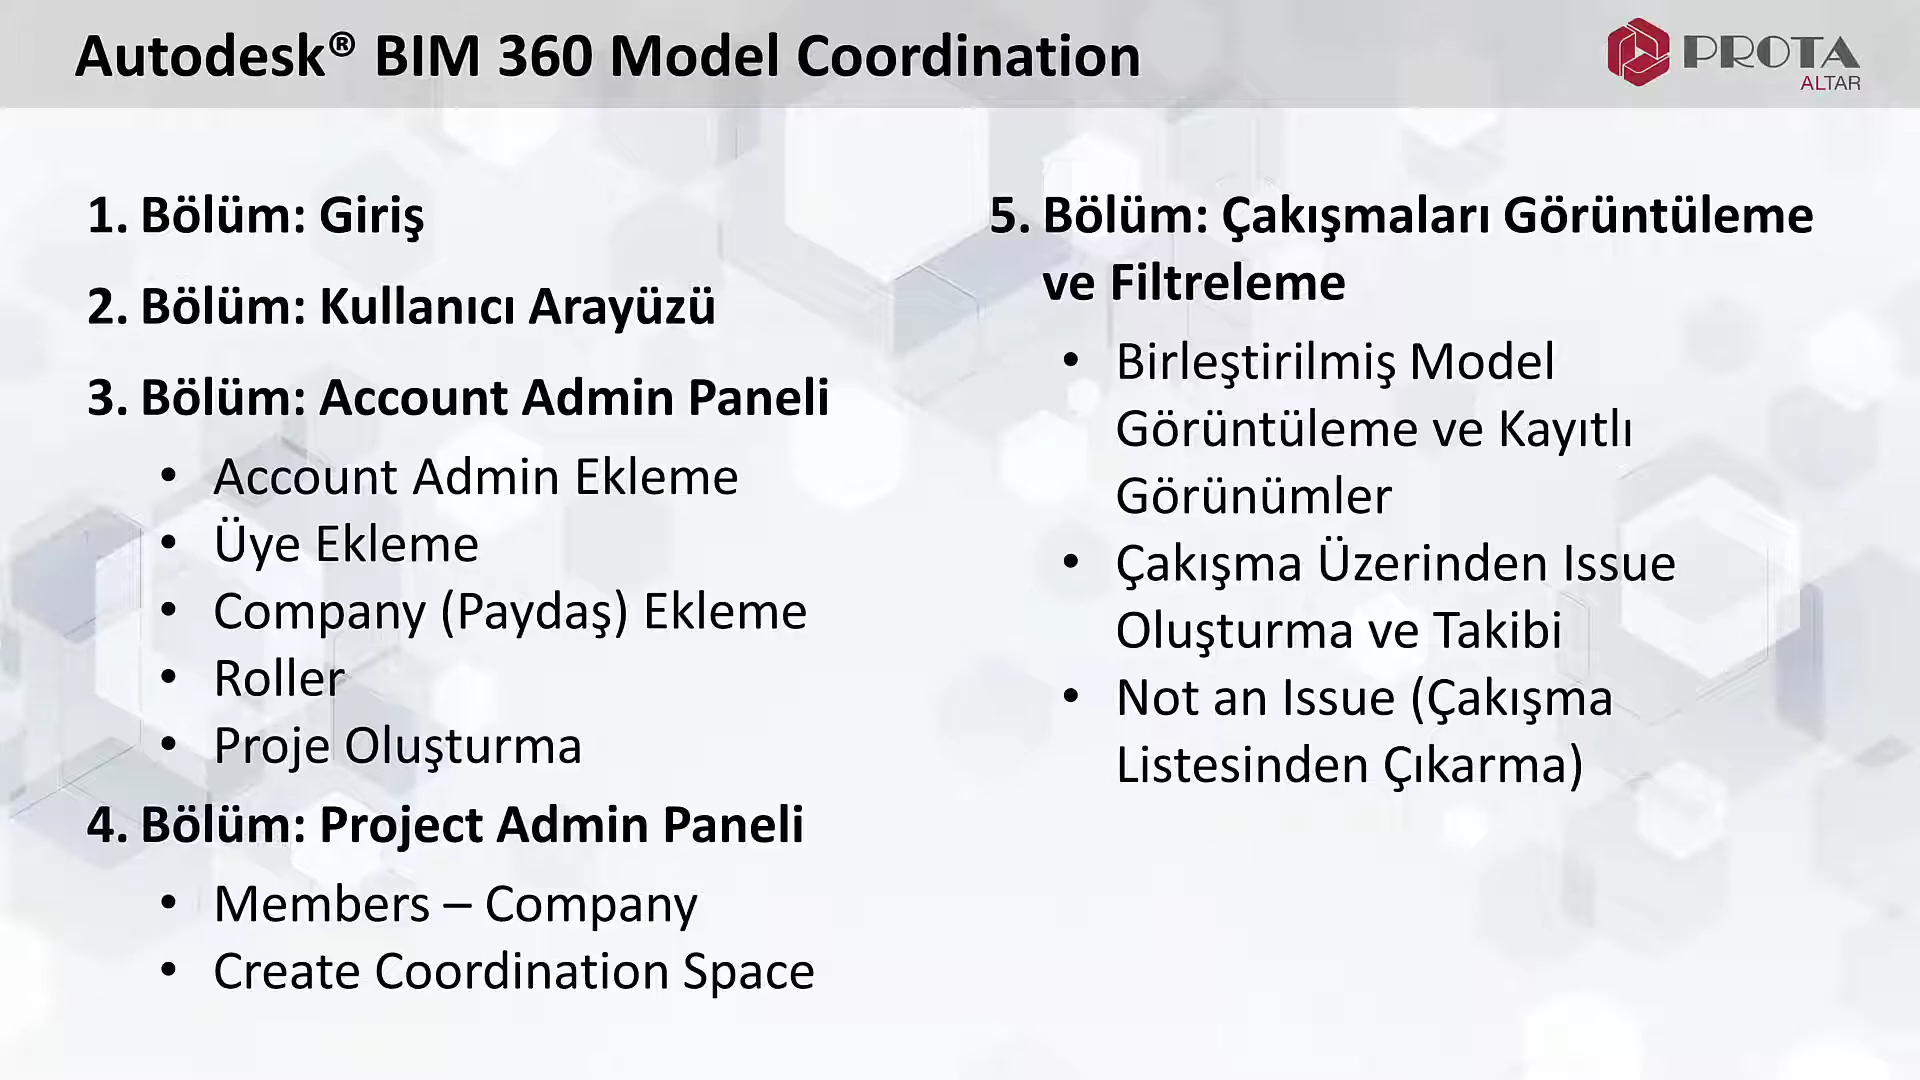 Autodesk® BIM 360 Model Coordination
PROTA
ALTAR
1. Bölüm: Giriş
2. Bölüm: Kullanıcı Arayüzü
3. Bölüm: Account Admin Paneli
• Account Admin Ekleme
• Üye Ekleme
• Company (Paydaş) Ekleme
• Roller
• Proje Oluşturma
4. Bölüm: Project Admin Paneli
• Members – Company
• Create Coordination Space
5. Bölüm: Çakışmaları Görüntüleme
ve Filtreleme
• Birleştirilmiş Model
Görüntüleme ve Kayıtlı
Görünümler
• Çakışma Üzerinden Issue
Oluşturma ve Takibi
• Not an Issue (Çakışma
Listesinden Çıkarma)